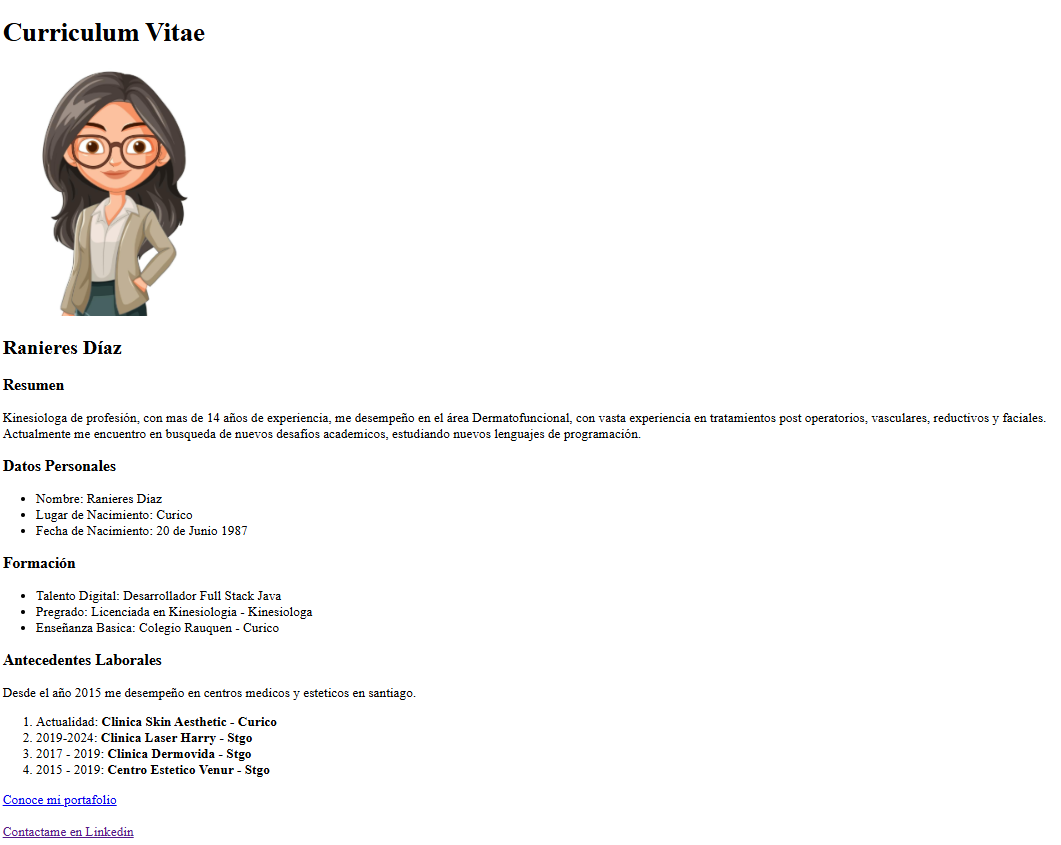 Curriculum Vitae
Ranieres Díaz
Resumen
Kinesiologa de profesión, con mas de 14 años de experiencia, me desempeño en el área Dermatofuncional, con vasta experiencia en tratamientos post operatorios, vasculares, reductivos y faciales.
Actualmente me encuentro en busqueda de nuevos desafios academicos, estudiando nuevos lenguajes de programación.
Datos Personales
• Nombre: Ranieres Diaz
• Lugar de Nacimiento: Curico
• Fecha de Nacimiento: 20 de Junio 1987
Formación
• Talento Digital: Desarrollador Full Stack Java
• Pregrado: Licenciada en Kinesiologia - Kinesiologa
• Enseñanza Basica: Colegio Rauquen - Curico
Antecedentes Laborales
Desde el año 2015 me desempeño en centros medicos y esteticos en santiago.
1. Actualidad: Clinica Skin Aesthetic - Curico
2. 2019-2024: Clinica Laser Harry - Stgo
3. 2017 - 2019: Clinica Dermovida - Stgo
4. 2015 - 2019: Centro Estetico Venur - Stgo
Conoce mi portafolio
Contactame en Linkedin